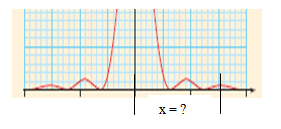 x = ?